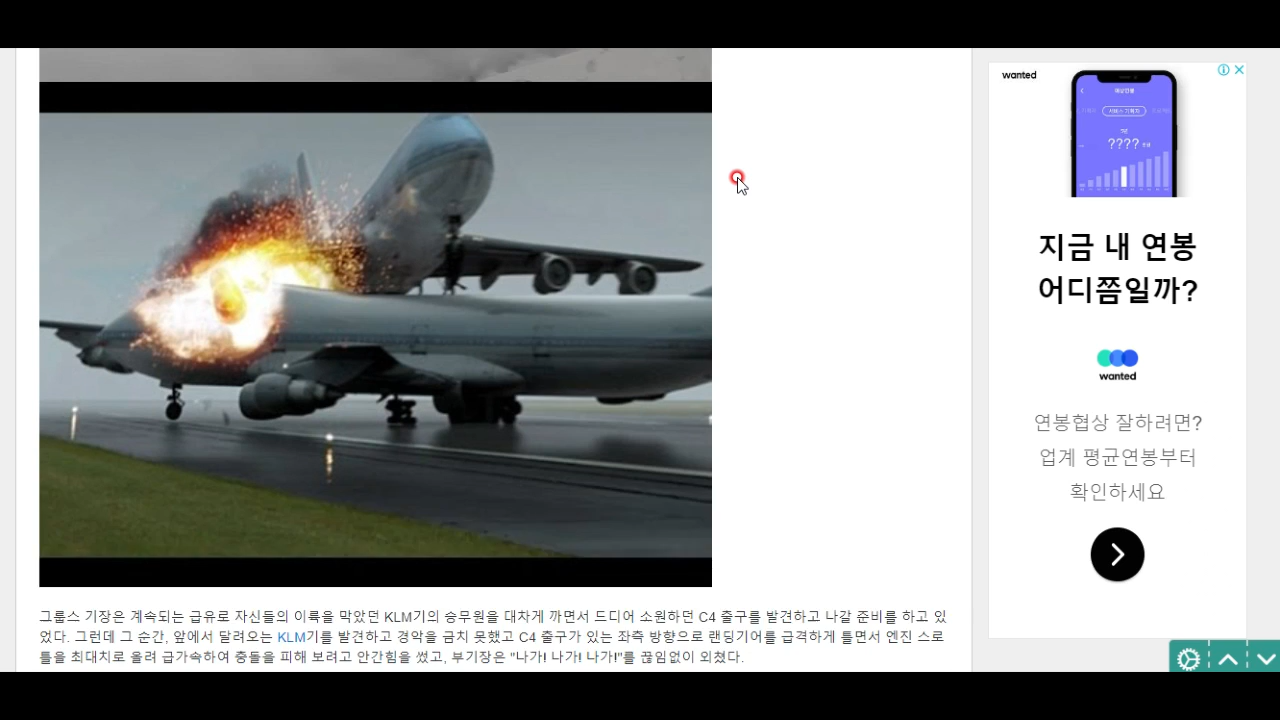 wanted
????
지금 내 연봉
어디쯤일까?
wanted
연봉협상 잘하려면?
업계 평균연봉부터
확인하세요
그룹스 기장은 계속되는 급유로 자신들의 이륙을 막았던 KLM기의 승무원을 대차게 까면서 드디어 소원하던 C4 출구를 발견하고 나갈 준비를 하고 있
었다. 그런데 그 순간, 앞에서 달려오는 KLM기를 발견하고 경악을 금치 못했고 C4 출구가 있는 좌측 방향으로 랜딩기어를 급격하게 틀면서 엔진 스로
틀을 최대치로 올려 급가속하여 충돌을 피해 보려고 안간힘을 썼고, 부기장은 "나가! 나가! 나가!"를 끊임없이 외쳤다.